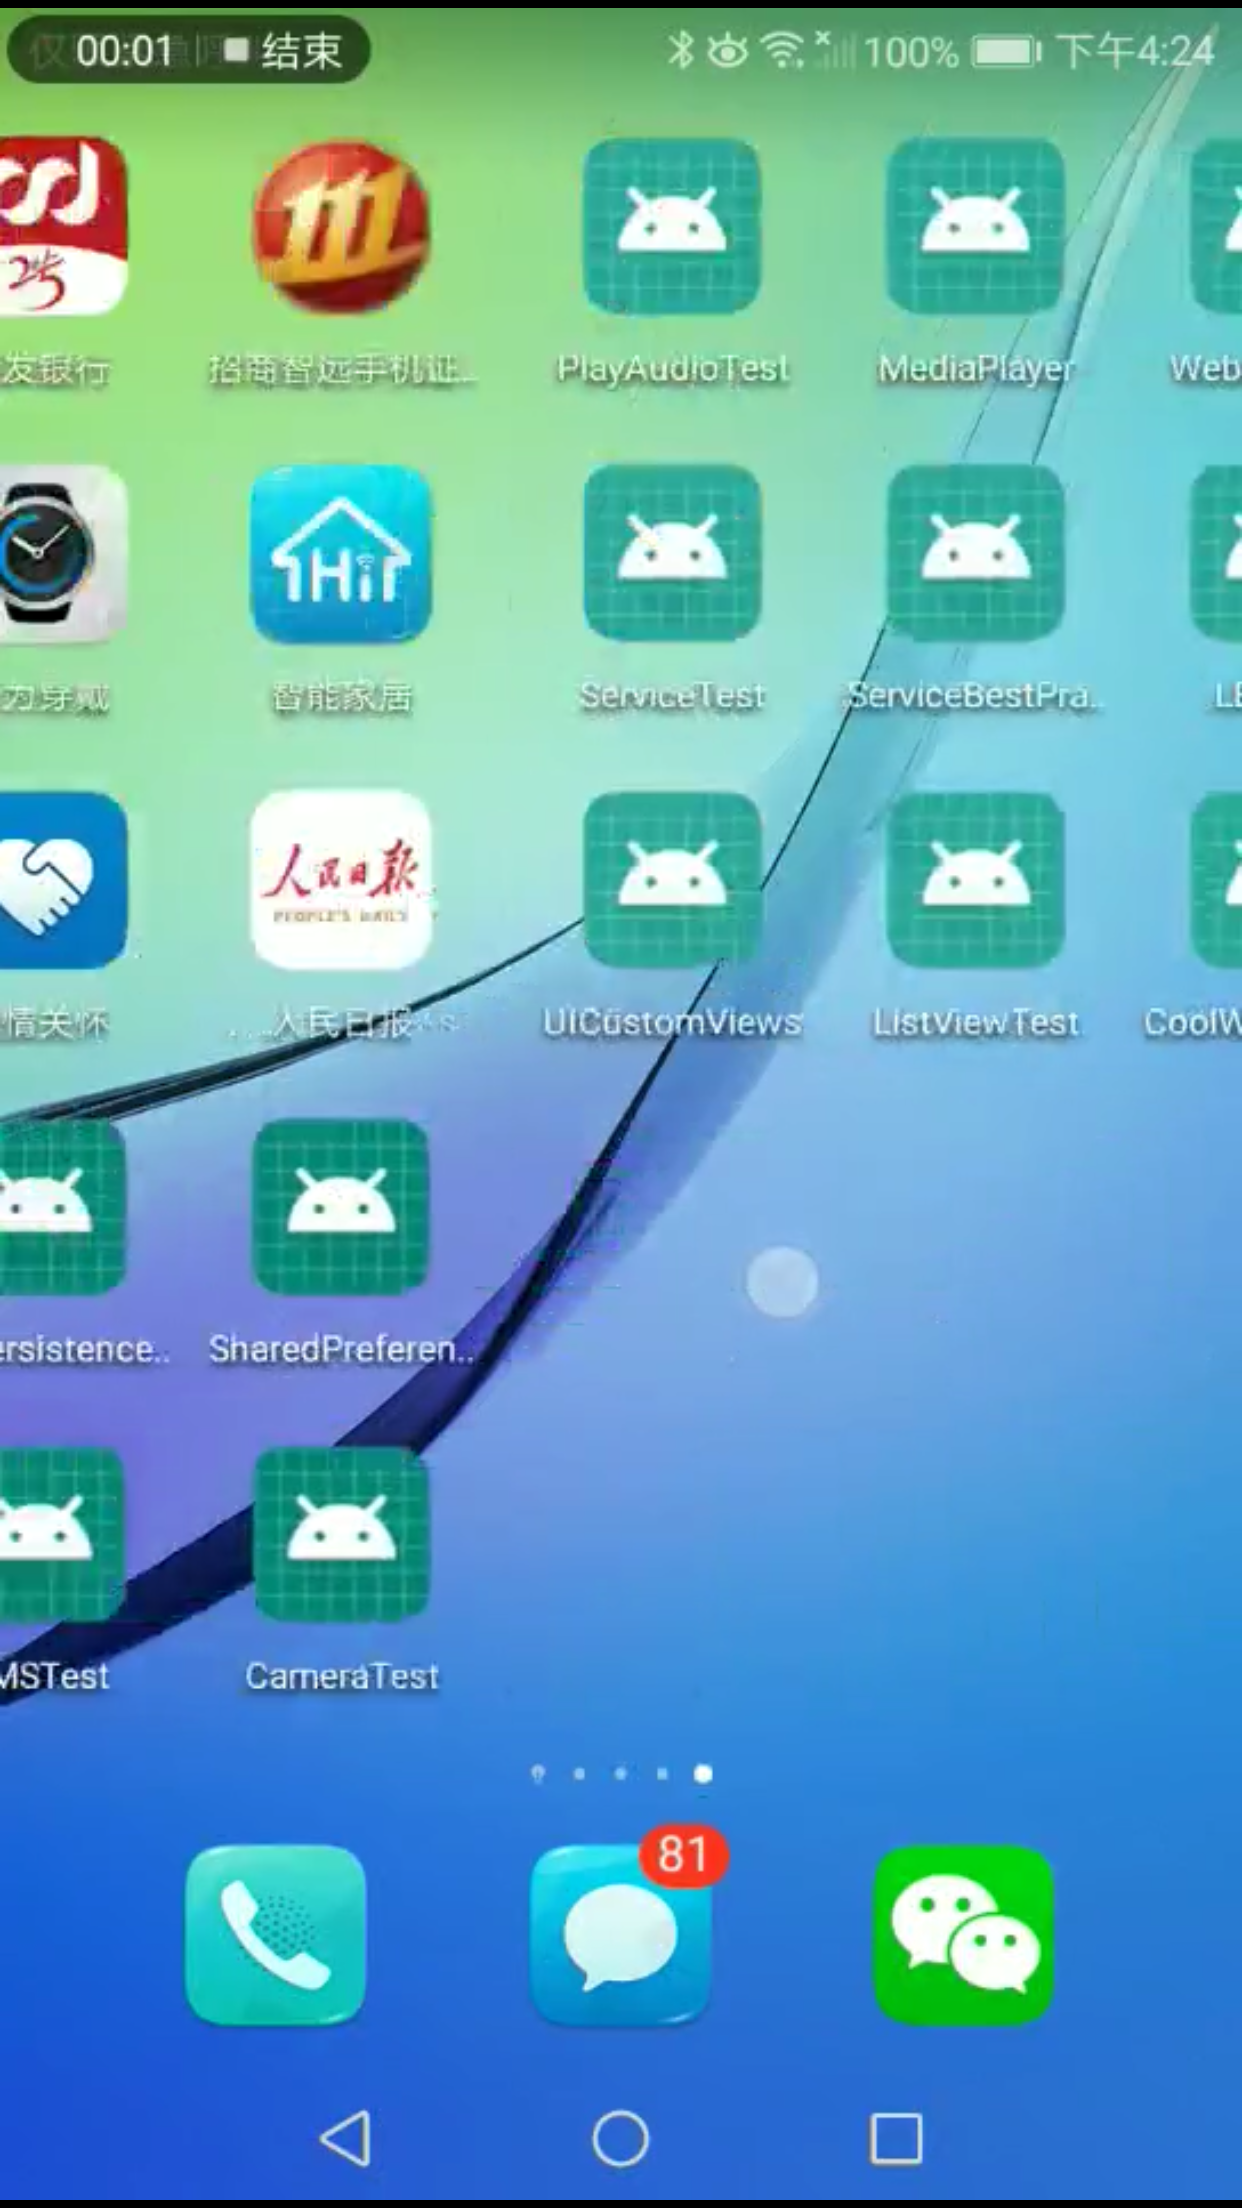 00:01 结束 100% 下午4:24
发银行 招商智远手机证... PlayAudioTest MediaPlayer Web
ServiceTest ServiceBestPra.. LE
为穿戴 智能家居
人民日报
PEOPLE'S DAILY
情关怀 人民日报 UICustomViews ListViewTest CoolW
ersistence.. SharedPreferen..
MSTest CameraTest
81